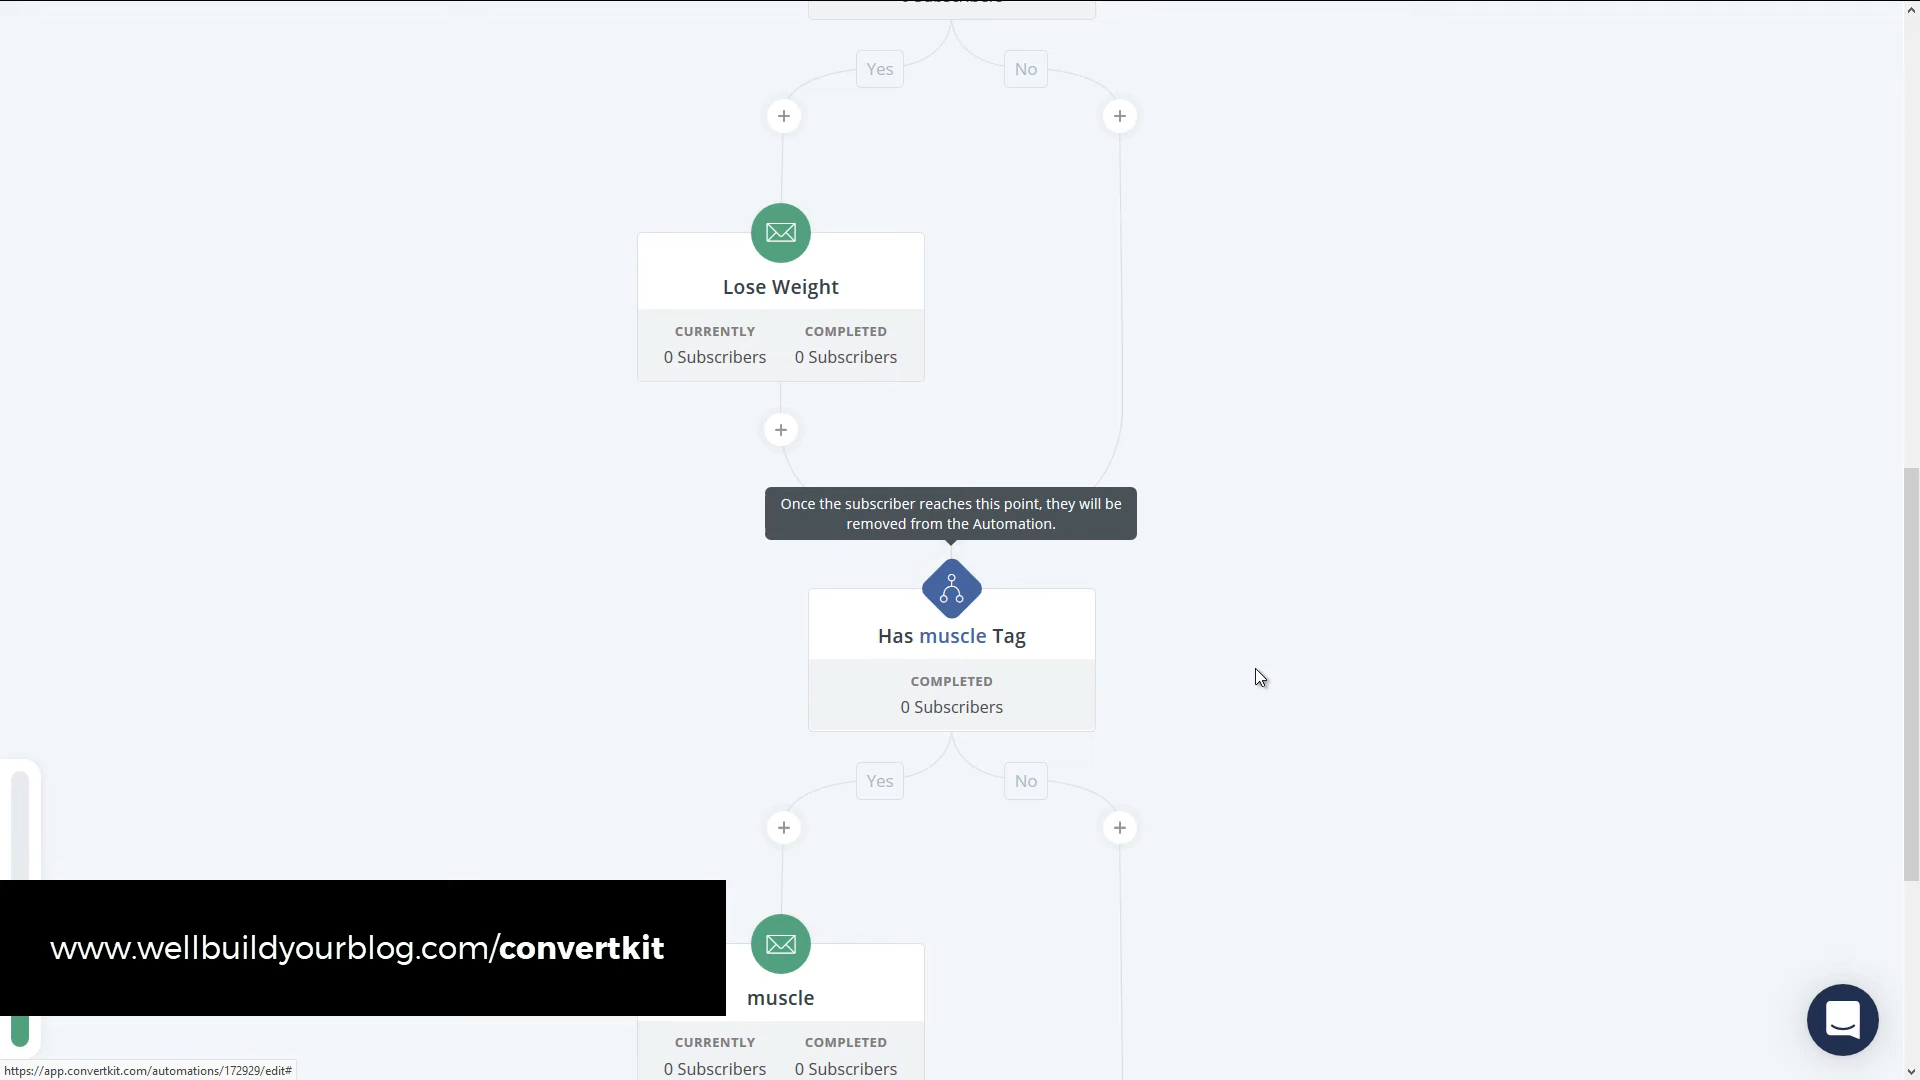 0 Subscribers
Yes
No
+
+
Lose Weight
CURRENTLY
COMPLETED
0 Subscribers
0 Subscribers
+
Once the subscriber reaches this point, they will be
removed from the Automation.
Has muscle Tag
COMPLETED
0 Subscribers
Yes
No
+
+
www.wellbuildyourblog.com/convertkit
muscle
CURRENTLY
COMPLETED
0 Subscribers
0 Subscribers
https://app.convertkit.com/automations/172929/edit#